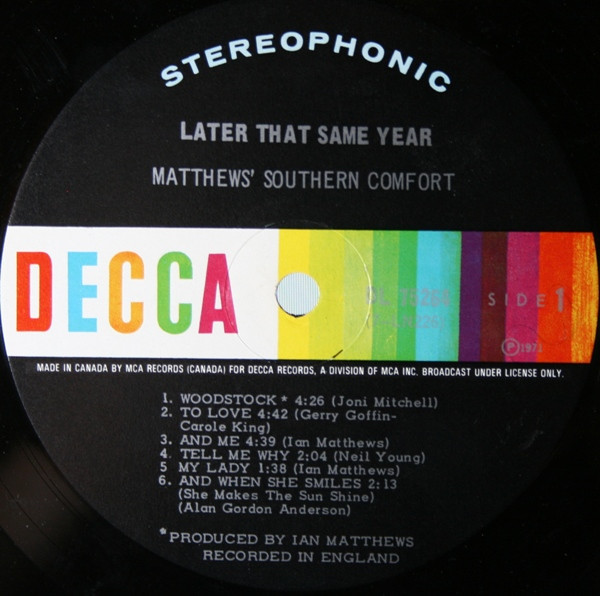 STEREOPHONIC
LATER THAT SAME YEAR
MATTHEWS' SOUTHERN COMFORT
DECCA
SIDE 1
Ⓟ 1971
MADE IN CANADA BY MCA RECORDS (CANADA) FOR DECCA RECORDS, A DIVISION OF MCA INC. BROADCAST UNDER LICENSE ONLY.
1. WOODSTOCK * 4:26 (Joni Mitchell)
2. TO LOVE 4:42 (Gerry Goffin-
Carole King)
3. AND ME 4:39 (Ian Matthews)
4. TELL ME WHY 2:04 (Neil Young)
5 MY LADY 1:38 (Ian Matthews)
6. AND WHEN SHE SMILES 2:13
(She Makes The Sun Shine)
(Alan Gordon Anderson)
*PRODUCED BY IAN MATTHEWS
RECORDED IN ENGLAND